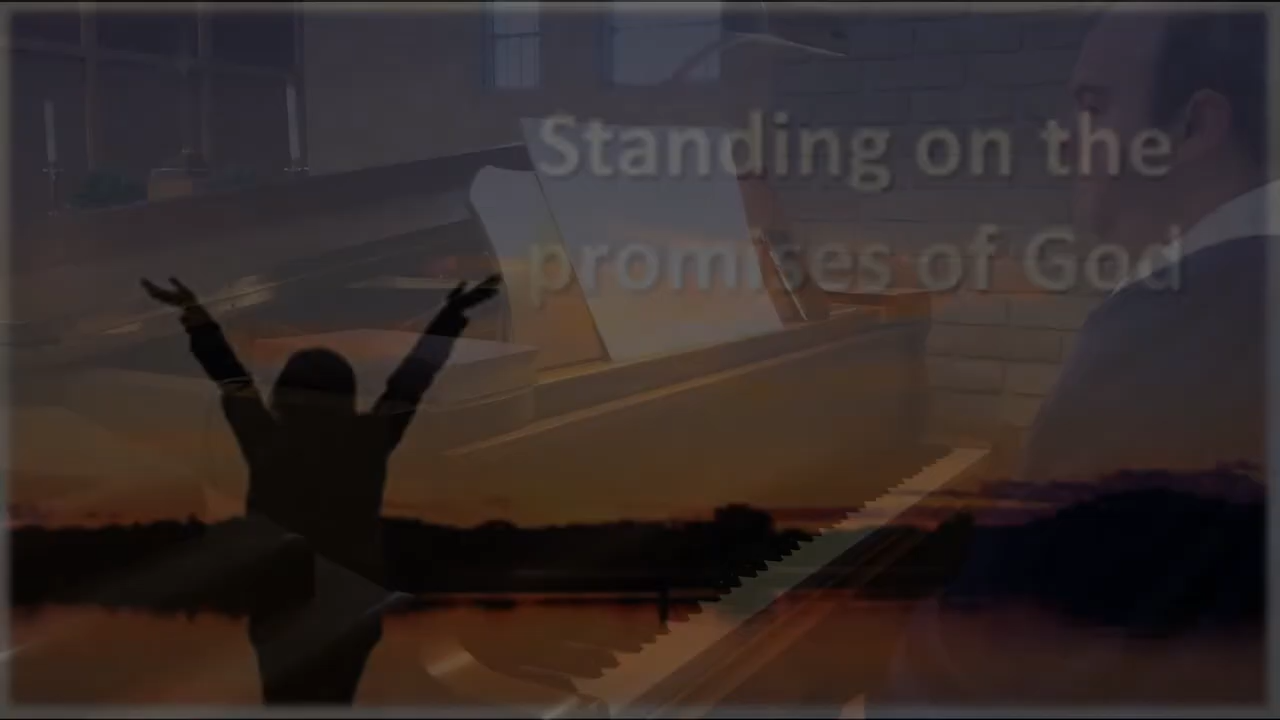 Standing on the
promises of God